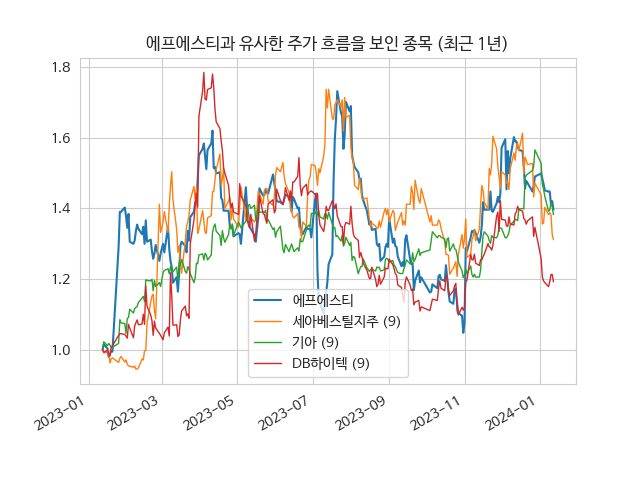 에프에스티과 유사한 주가 흐름을 보인 종목 (최근 1년)
1.8
1.6
1.4
1.2
1.0
에프에스티
세아베스틸지주 (9)
기아 (9)
DB하이텍 (9)
2023-01
2023-03
2023-05
2023-07
2023-09
2023-11
2024-01